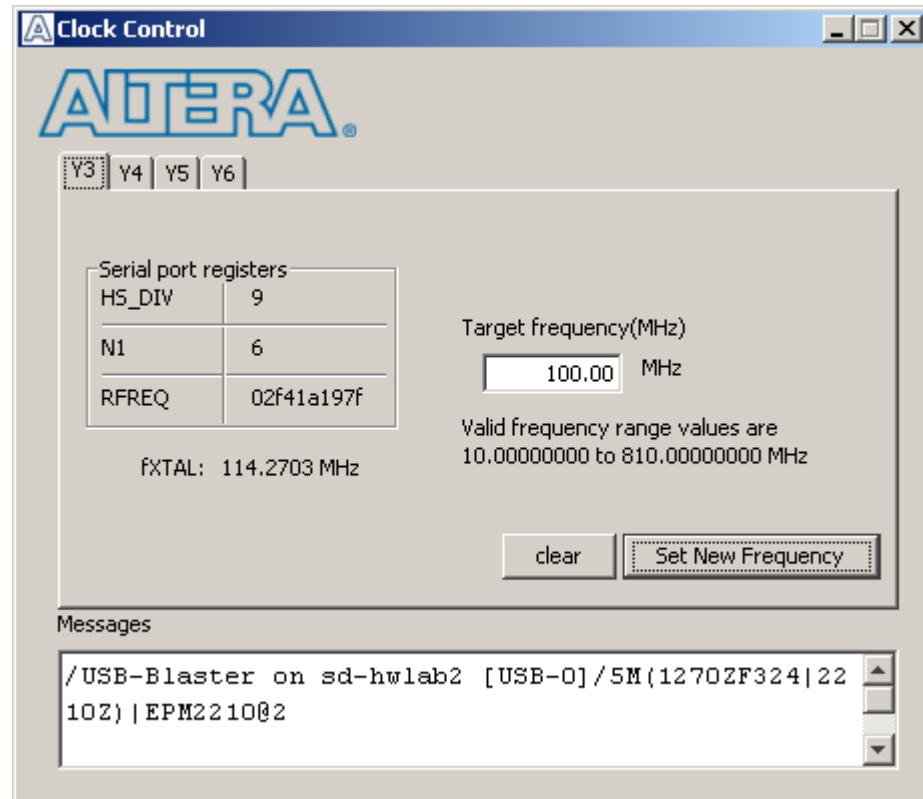 Clock Control
ALTERA®
Y3 Y4 Y5 Y6
Serial port registers
HS_DIV 9
N1 6
RFREQ 02f41a197f
fXTAL: 114.2703 MHz
Target frequency(MHz)
100.00 MHz
Valid frequency range values are
10.00000000 to 810.00000000 MHz
clear Set New Frequency
Messages
/USB-Blaster on sd-hwlab2 [USB-0]/5M(1270ZF324|22
10Z)|EPM2210@2